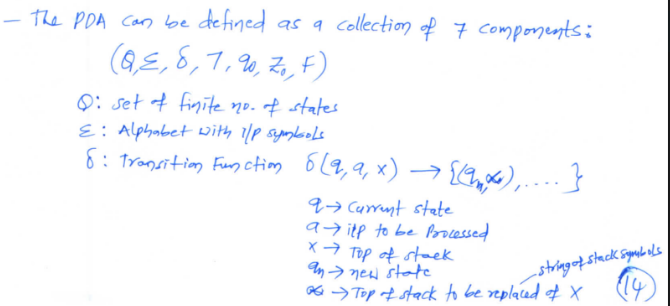 – The PDA can be defined as a collection of 7 components:
(Q, Σ, δ, T, q0, Z0, F)
Q: set of finite no. of states
Σ: Alphabet with i/p symbols
δ: Transition Function δ(q, a, x) → {(qn, α), .... }
q → Current state
a → i/p to be Processed
x → Top of stack
qn → new state
string of stack symbols
α → Top of stack to be replaced of X
14